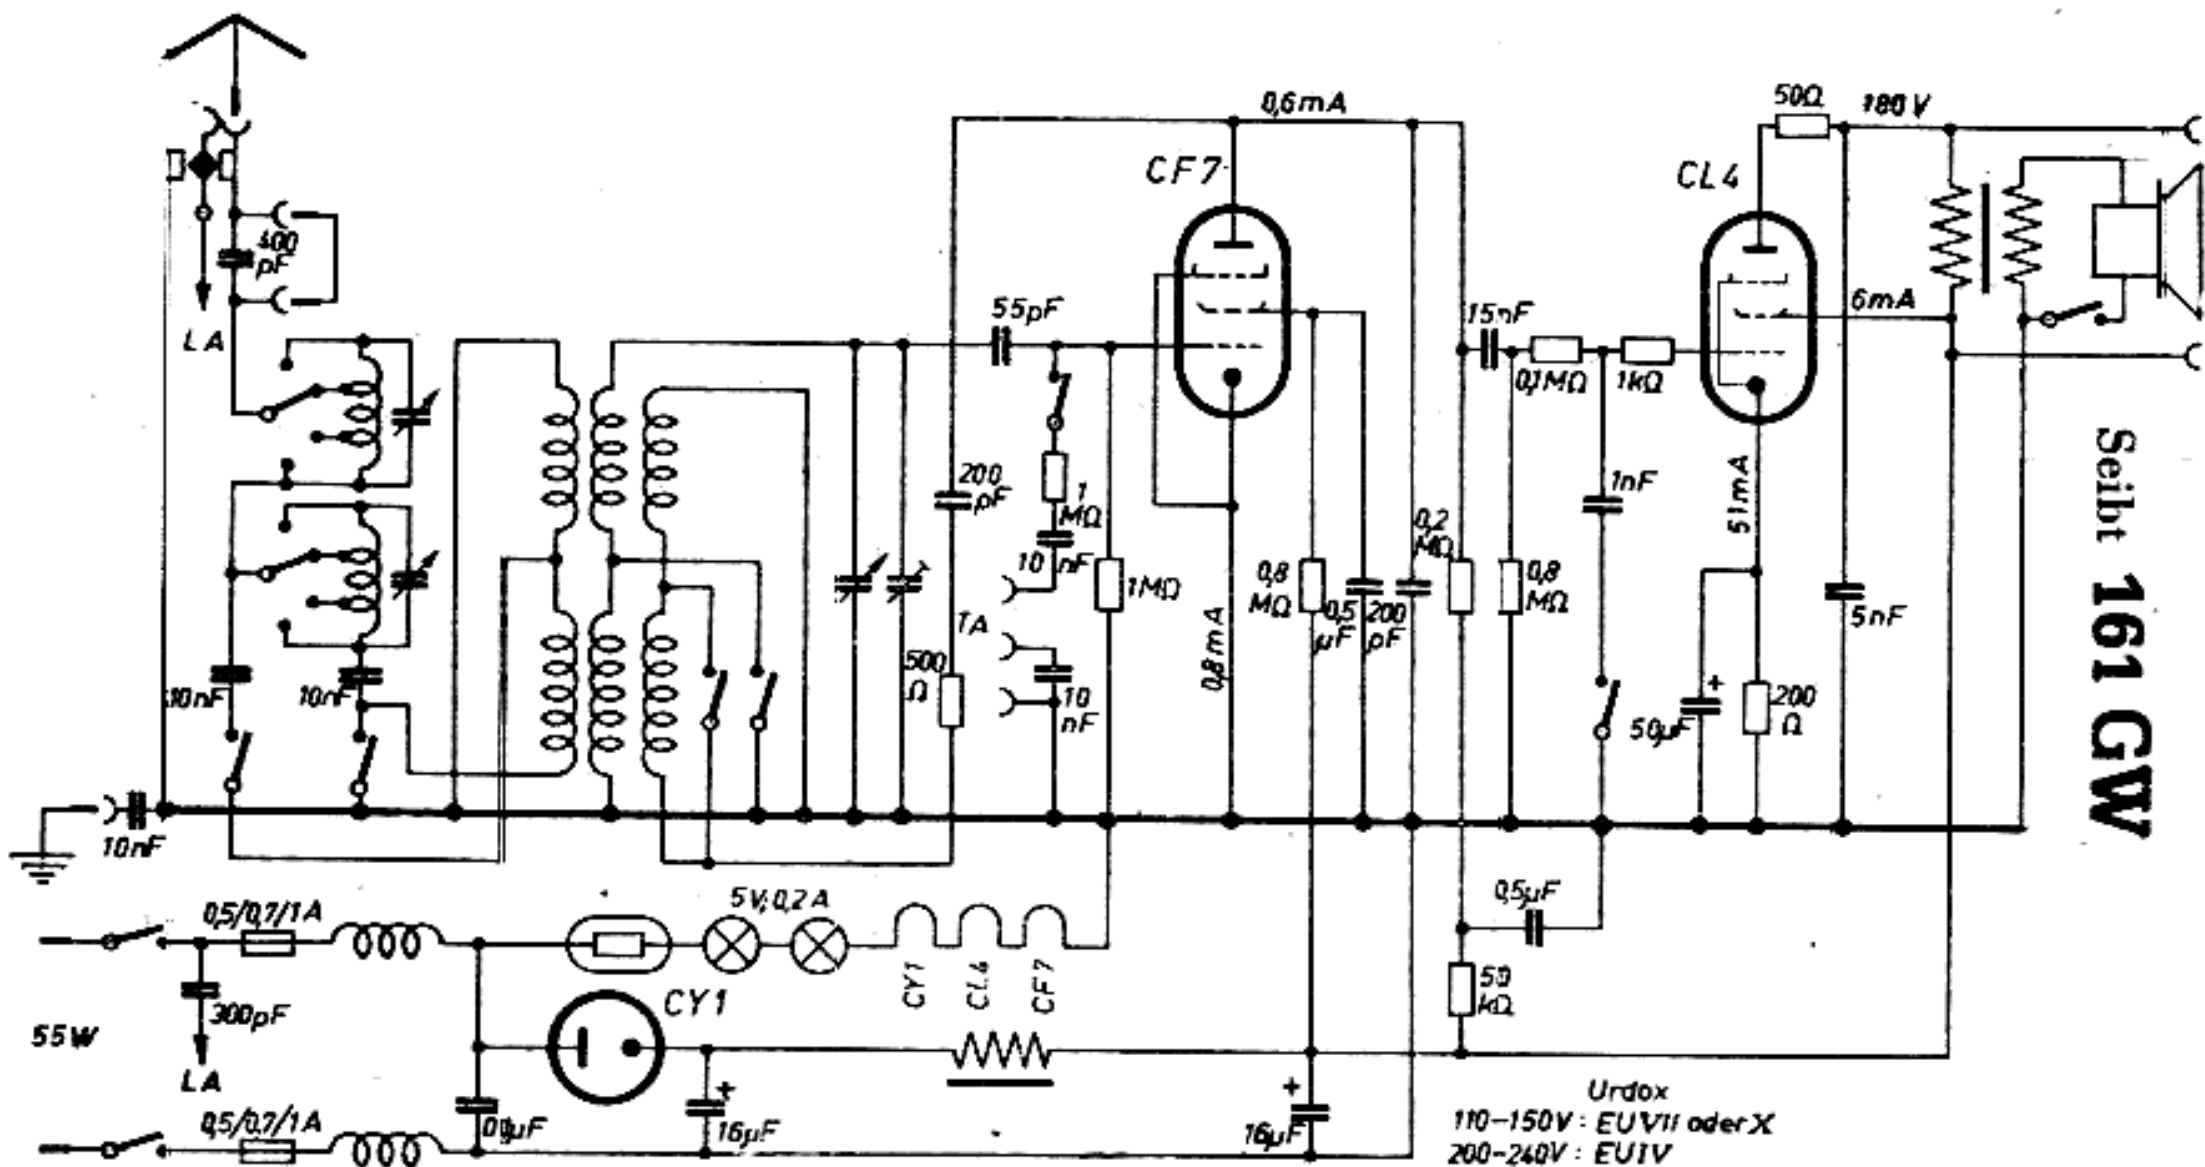 0,6mA
50Ω
180V
CF7
CL4
400
pF
LA
55pF
15nF
6mA
0,1MΩ
1kΩ
Seibt 161GW
200
pF
1
MΩ
10
nF
1MΩ
TA
500
Ω
10
nF
0,8mA
0,8
MΩ
0,5
µF
200
pF
0,2
MΩ
0,8
MΩ
1nF
51mA
50µF
+
200
Ω
5nF
10nF
10nF
10nF
0,5/0,7/1A
5V; 0,2A
CY1
CL4
CF7
0,5µF
50
kΩ
300pF
55W
LA
CY1
0,5/0,7/1A
+
16µF
+
16µF
Urdox
110-150V: EUVII oder X
200-240V: EUIV